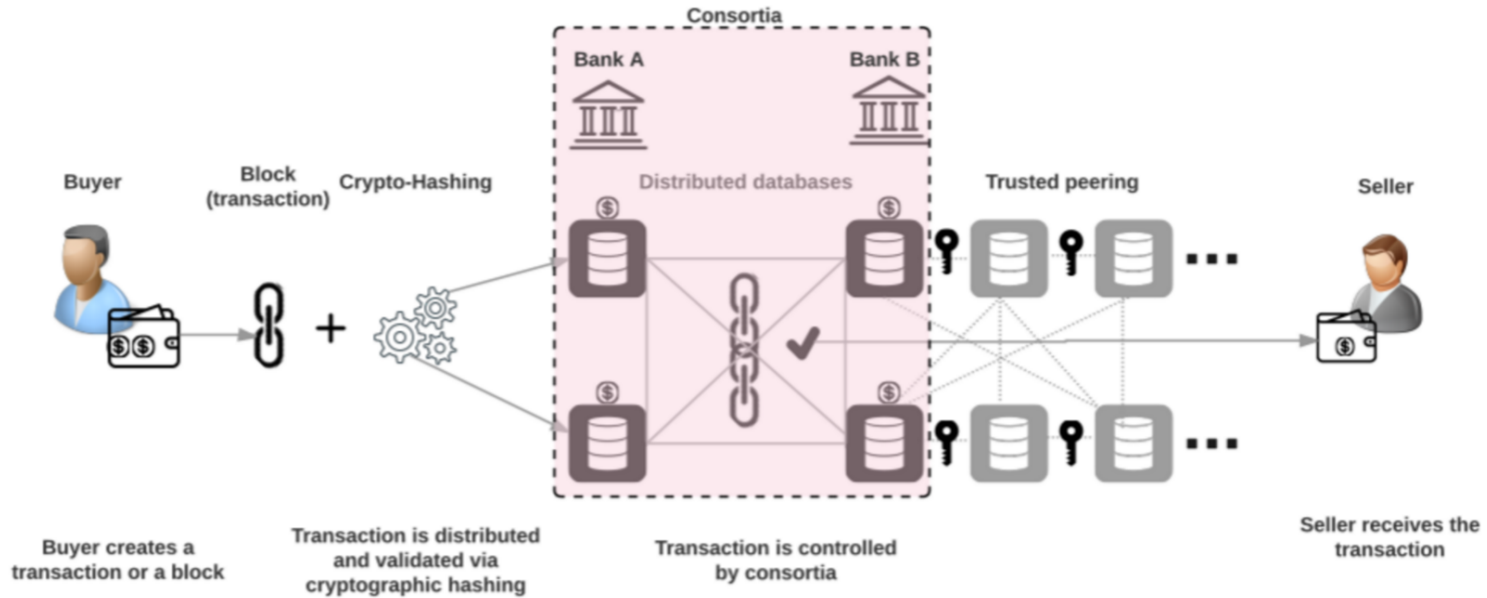 Consortia
Bank A
Bank B
Buyer
Block
(transaction)
Crypto-Hashing
Distributed databases
Trusted peering
Seller
$
$
$ $
$
$
$
Buyer creates a
transaction or a block
Transaction is distributed
and validated via
cryptographic hashing
Transaction is controlled
by consortia
Seller receives the
transaction